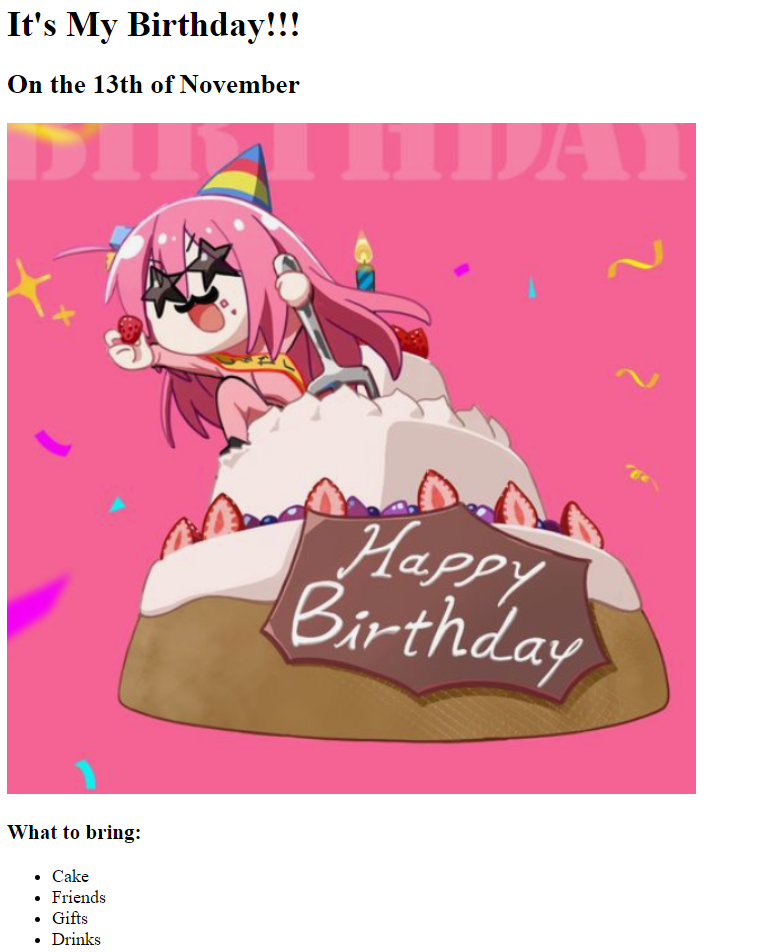 It's My Birthday!!!
On the 13th of November
BIRTHDAY
Happy
Birthday
What to bring:
Cake
Friends
Gifts
Drinks